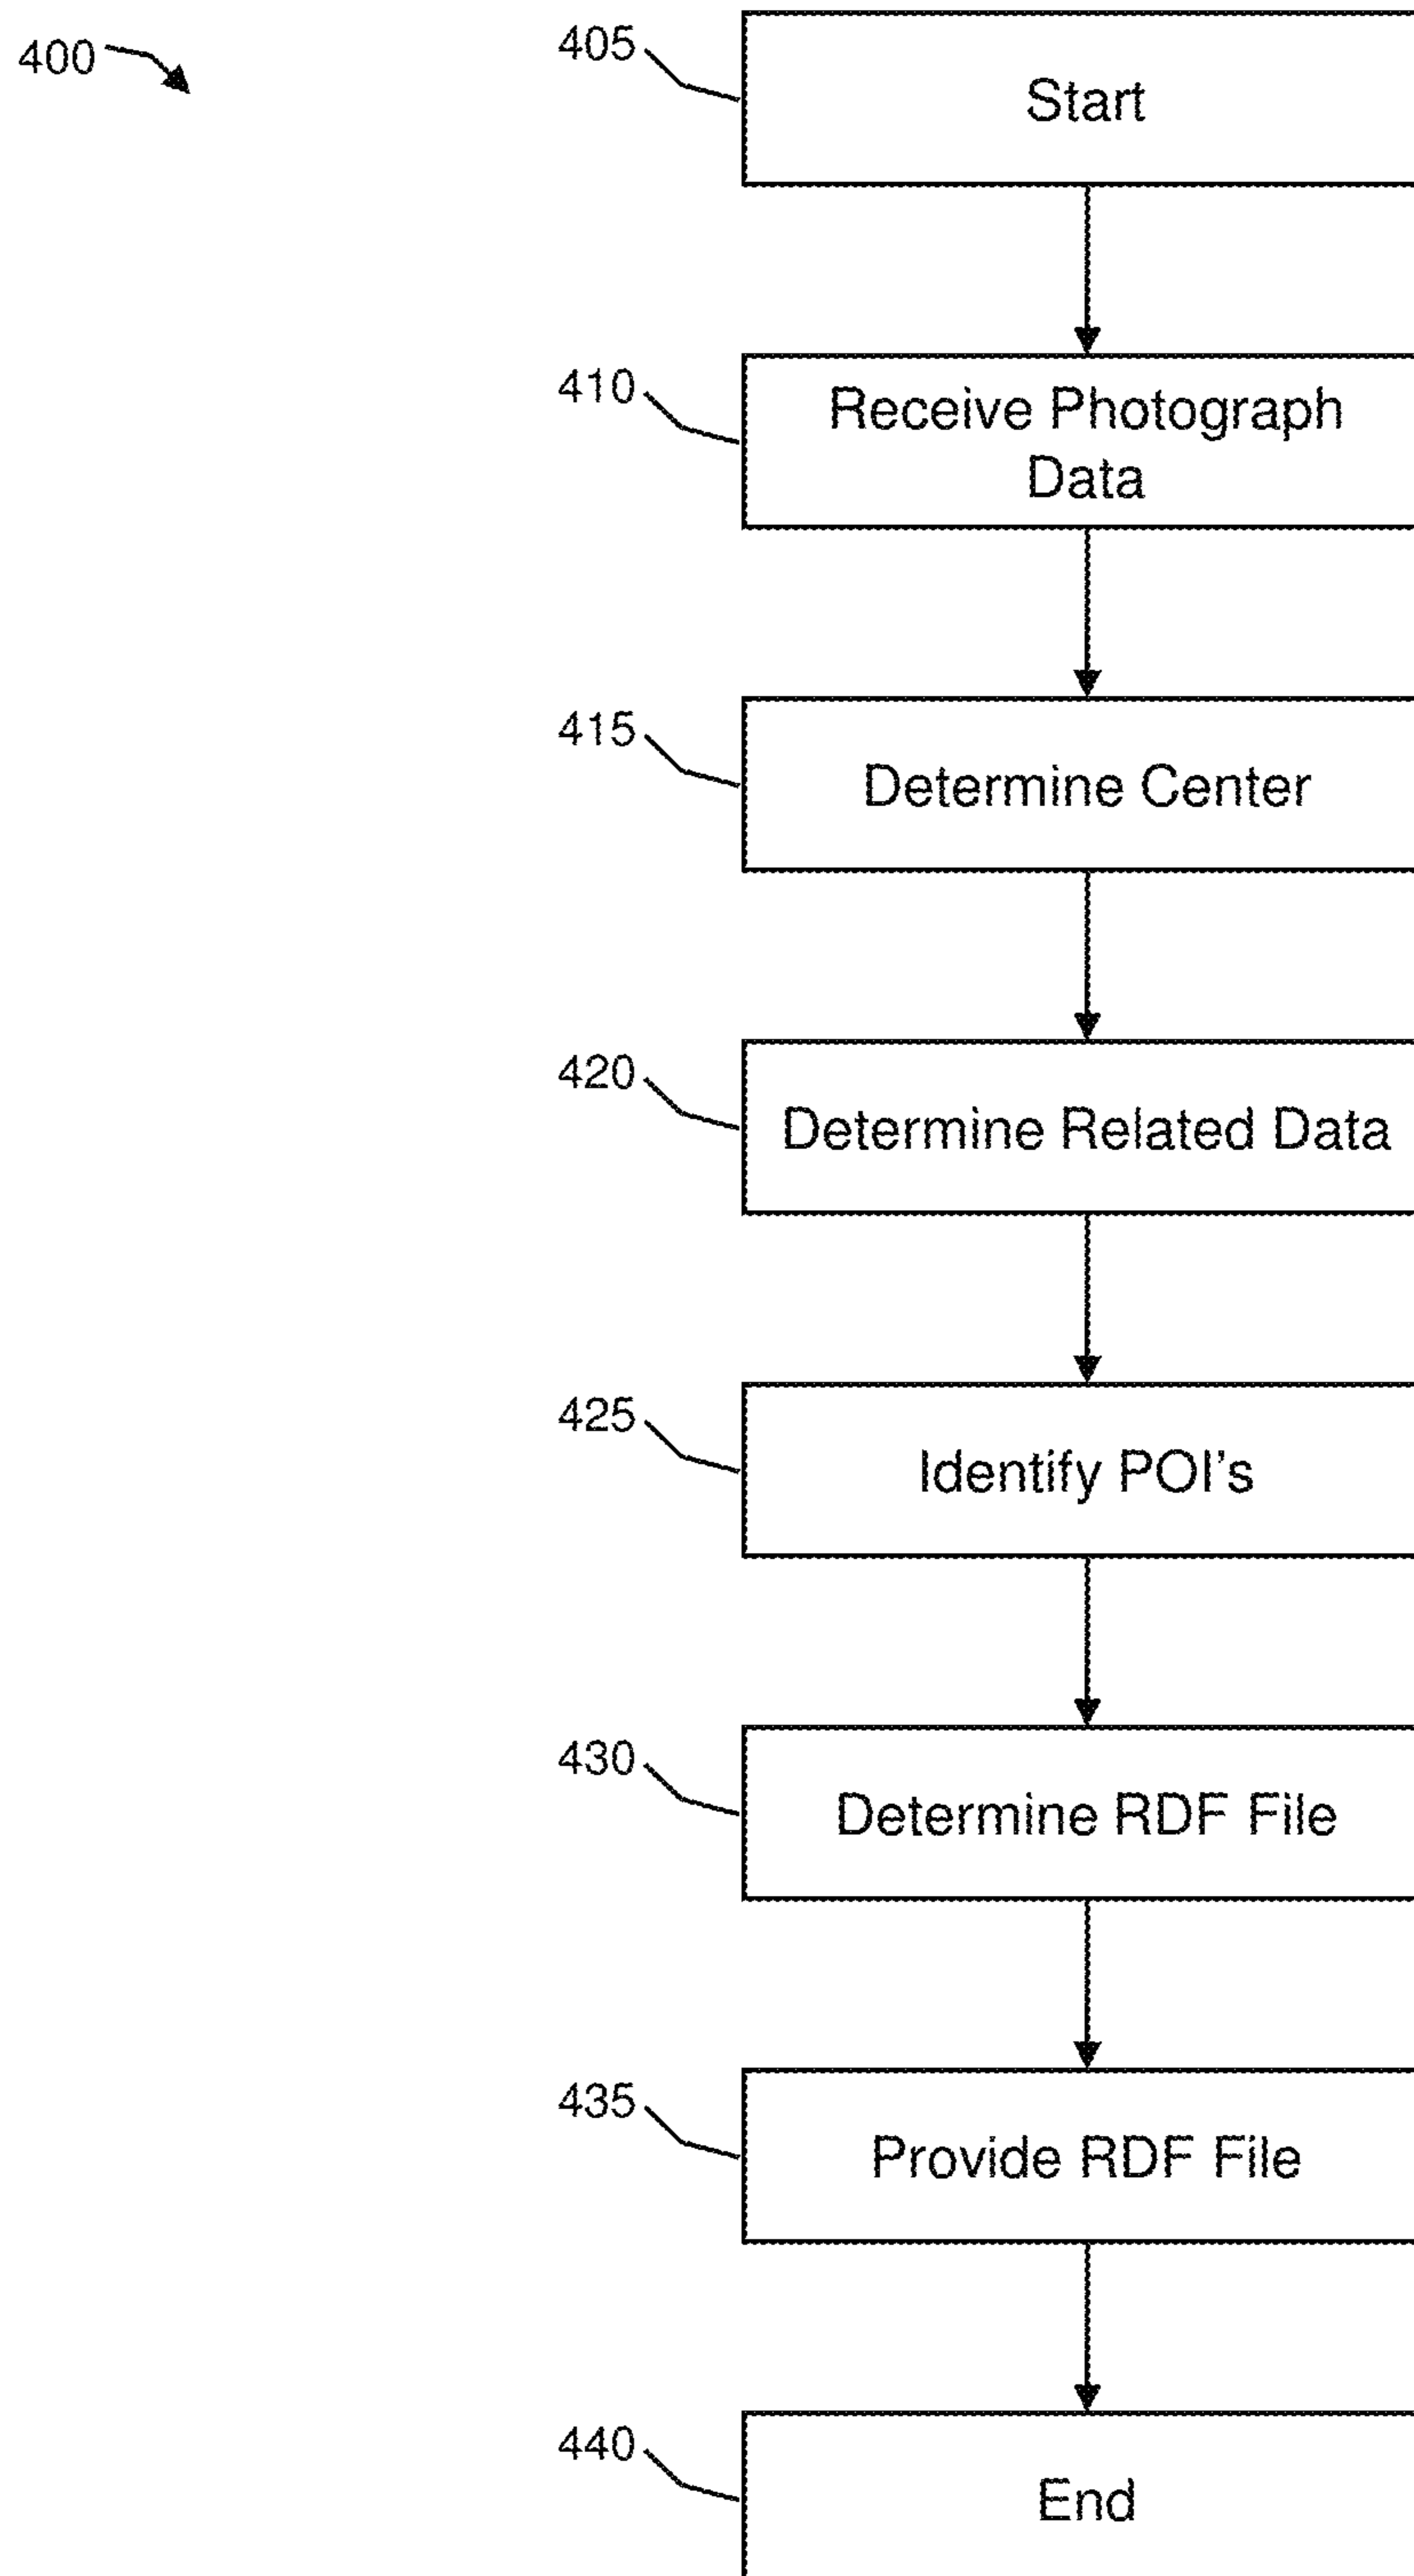 400
405
Start
410
Receive Photograph
Data
415
Determine Center
420
Determine Related Data
425
Identify POI's
430
Determine RDF File
435
Provide RDF File
440
End